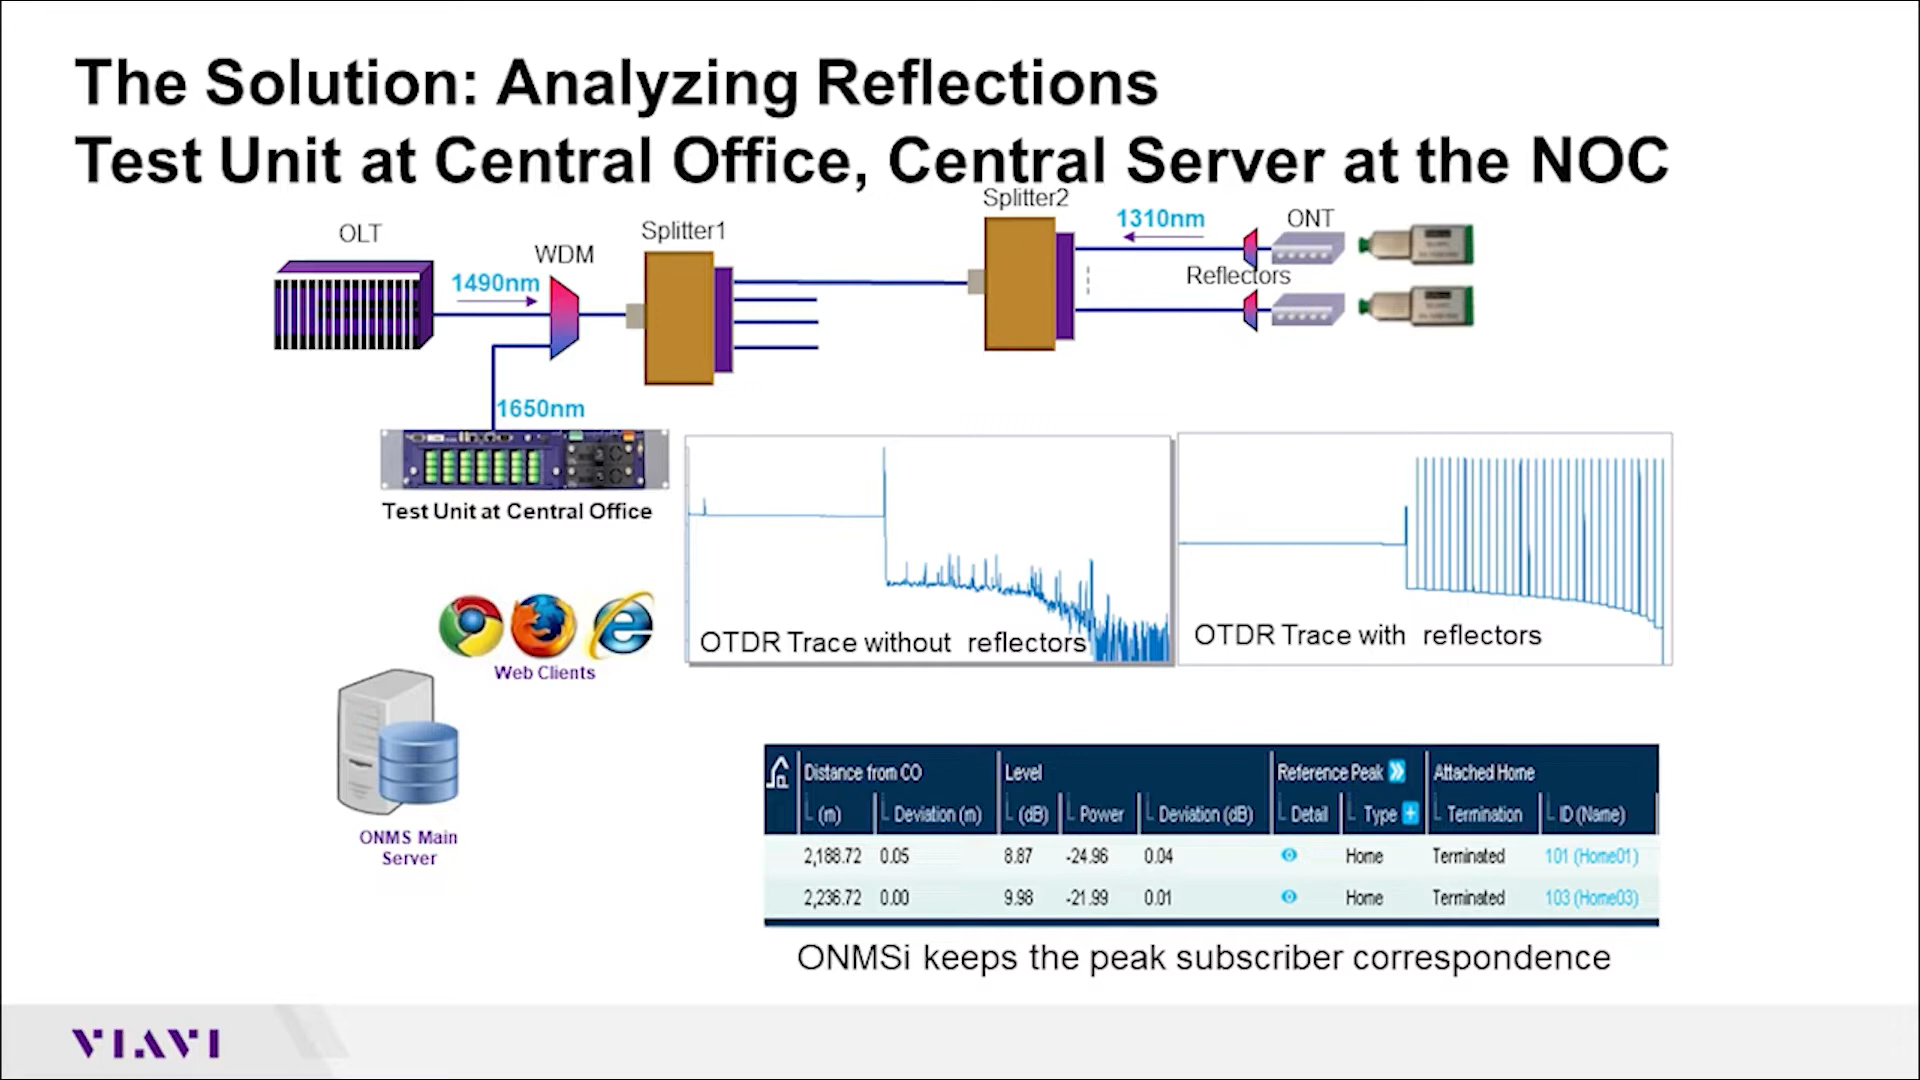 The Solution: Analyzing Reflections
Test Unit at Central Office, Central Server at the NOC
OLT
WDM
Splitter1
Splitter2
1310nm
ONT
1490nm
Reflectors
1650nm
Test Unit at Central Office
OTDR Trace without reflectors
OTDR Trace with reflectors
Web Clients
ONMS Main
Server
Distance from CO Level Reference Peak Attached Home
(m) Deviation (m) (dB) Power Deviation (dB) Detail Type Termination ID (Name)
2,188.72 0.05 8.87 -24.96 0.04 Home Terminated 101 (Home01)
2,236.72 0.00 9.98 -21.99 0.01 Home Terminated 103 (Home03)
ONMSi keeps the peak subscriber correspondence
VIAVI